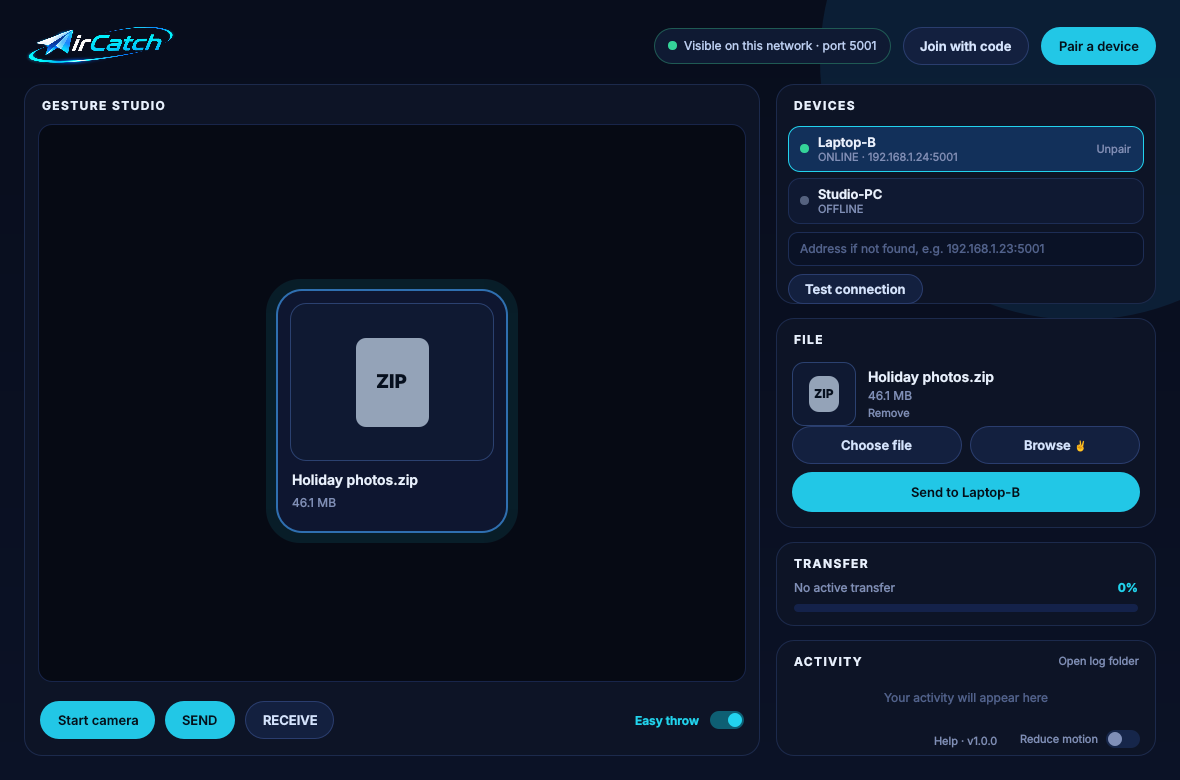 AirCatch
Visible on this network · port 5001
Join with code
Pair a device
GESTURE STUDIO
ZIP
Holiday photos.zip
46.1 MB
Start camera
SEND
RECEIVE
Easy throw
DEVICES
Laptop-B
ONLINE · 192.168.1.24:5001
Unpair
Studio-PC
OFFLINE
Address if not found, e.g. 192.168.1.23:5001
Test connection
FILE
ZIP
Holiday photos.zip
46.1 MB
Remove
Choose file
Browse ✌
Send to Laptop-B
TRANSFER
No active transfer
0%
ACTIVITY
Open log folder
Your activity will appear here
Help · v1.0.0
Reduce motion